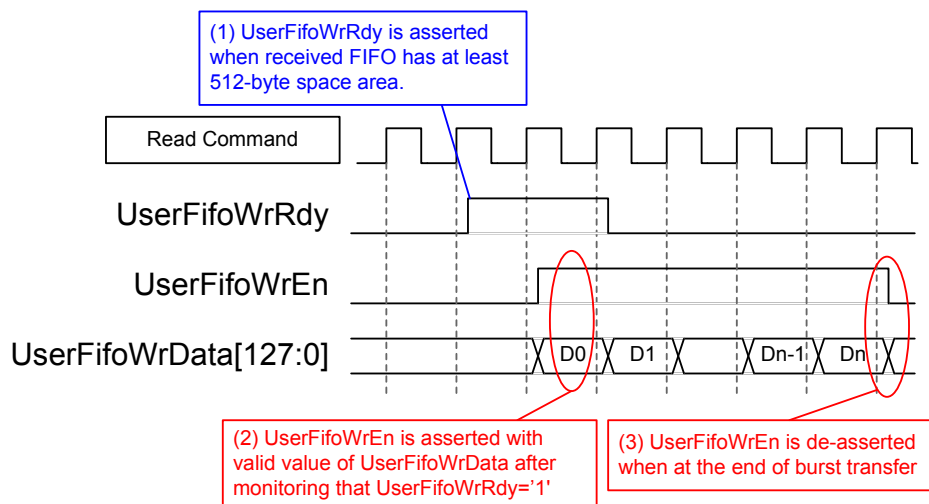 (1) UserFifoWrRdy is asserted
when received FIFO has at least
512-byte space area.
Read Command
UserFifoWrRdy
UserFifoWrEn
UserFifoWrData[127:0]
D0
D1
Dn-1
Dn
(2) UserFifoWrEn is asserted with
valid value of UserFifoWrData after
monitoring that UserFifoWrRdy=’1'
(3) UserFifoWrEn is de-asserted
when at the end of burst transfer